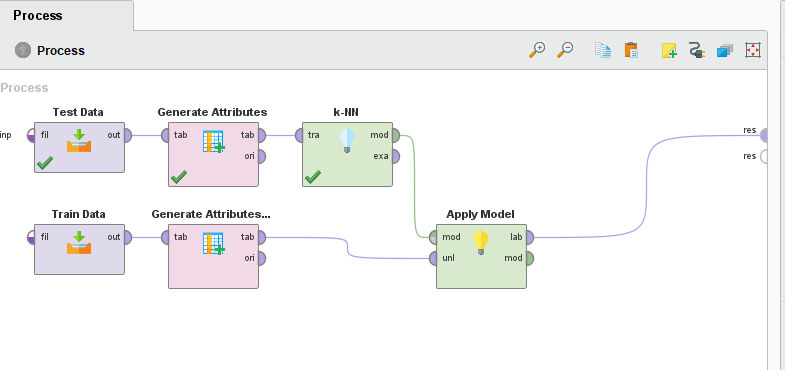 Process
Process
Process
Test Data
Generate Attributes
k-NN
inp
fil
out
tab
tab
ori
tra
mod
exa
res
res
Train Data
Generate Attributes...
Apply Model
fil
out
tab
tab
ori
mod
lab
unl
mod